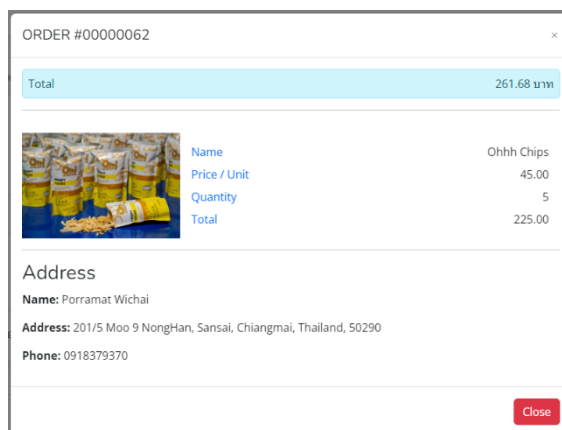 ORDER #00000062
×
Total 261.68 บาท
Name Ohhh Chips
Price / Unit 45.00
Quantity 5
Total 225.00
Address
Name: Porramat Wichai
Address: 201/5 Moo 9 NongHan, Sansai, Chiangmai, Thailand, 50290
Phone: 0918379370
Close